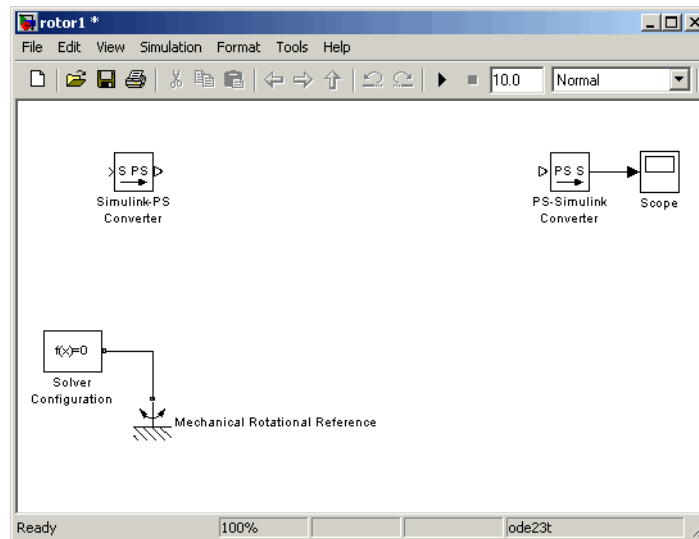 rotor1 *
File Edit View Simulation Format Tools Help
10.0 Normal
S PS
Simulink-PS
Converter
PS S
PS-Simulink
Converter
Scope
f(x)=0
Solver
Configuration
Mechanical Rotational Reference
Ready 100% ode23t